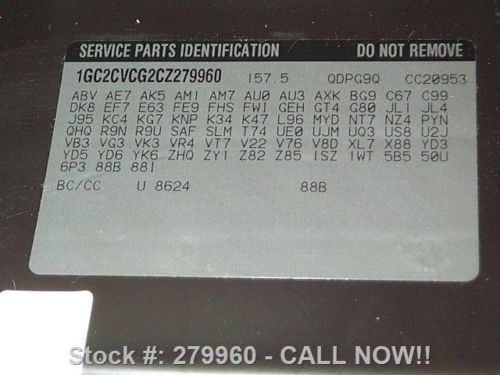 SERVICE PARTS IDENTIFICATION DO NOT REMOVE
1GC2CVCG2CZ279960 157.5 QDPG9Q CC20953
ABV AE7 AK5 AM1 AM7 AU0 AU3 AXK BG9 C67 C99
DK8 EF7 E63 FE9 FHS FW1 GEH GT4 G80 JL1 JL4
J95 KC4 KG7 KNP K34 K47 L96 MYD NT7 NZ4 PYN
QHQ R9N R9U SAF SLM T74 UE0 UJM UQ3 US8 U2J
VB3 VG3 VK3 VR4 VT7 V22 V76 V8D XL7 X88 YD3
YD5 YD6 YK6 ZHQ ZY1 Z82 Z85 1SZ 1WT 5B5 50U
6P3 88B 88I
BC/CC U 8624 88B
Stock #: 279960 - CALL NOW!!